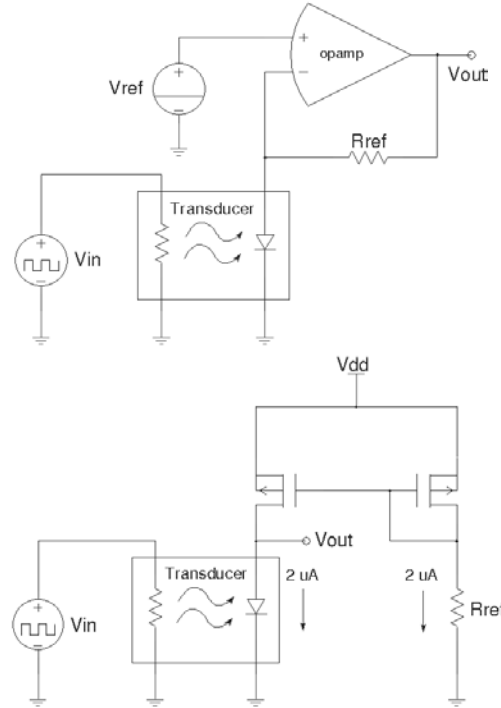 +
opamp
−
Vout
+
Vref
−
Rref
Transducer
+
Vin
−
Vdd
Vout
Transducer
2 uA
2 uA
Rref
+
Vin
−